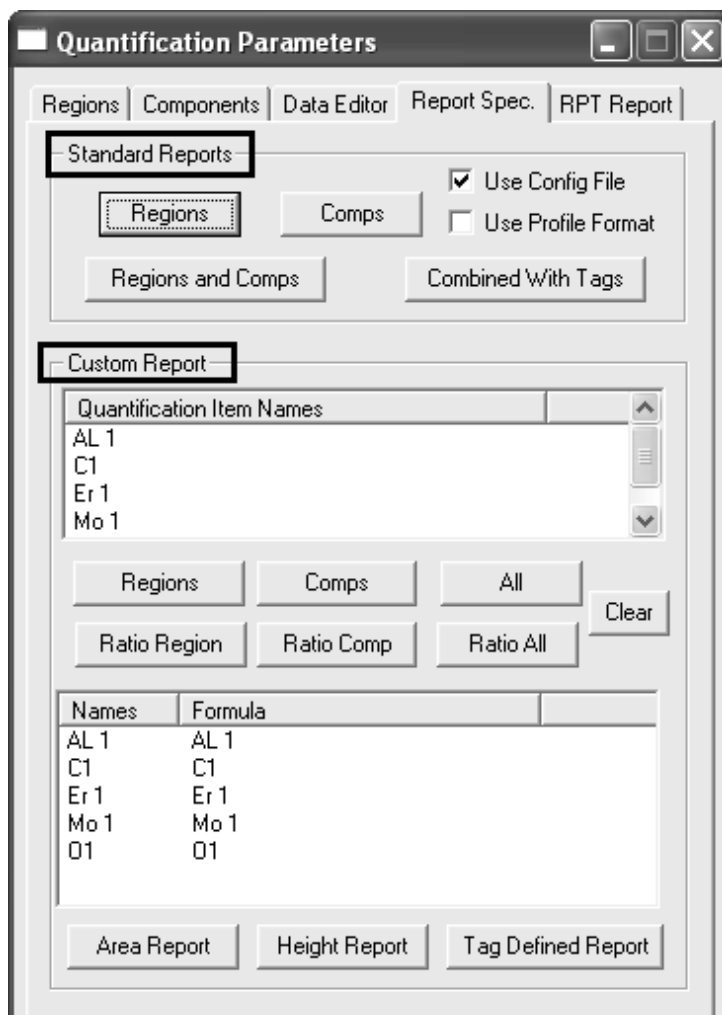 Quantification Parameters
Regions Components Data Editor Report Spec. RPT Report
Standard Reports
Use Config File
Regions Comps
Use Profile Format
Regions and Comps Combined With Tags
Custom Report
Quantification Item Names
AL 1
C1
Er 1
Mo 1
Regions Comps All
Clear
Ratio Region Ratio Comp Ratio All
Names Formula
AL 1 AL 1
C1 C1
Er 1 Er 1
Mo 1 Mo 1
O1 O1
Area Report Height Report Tag Defined Report